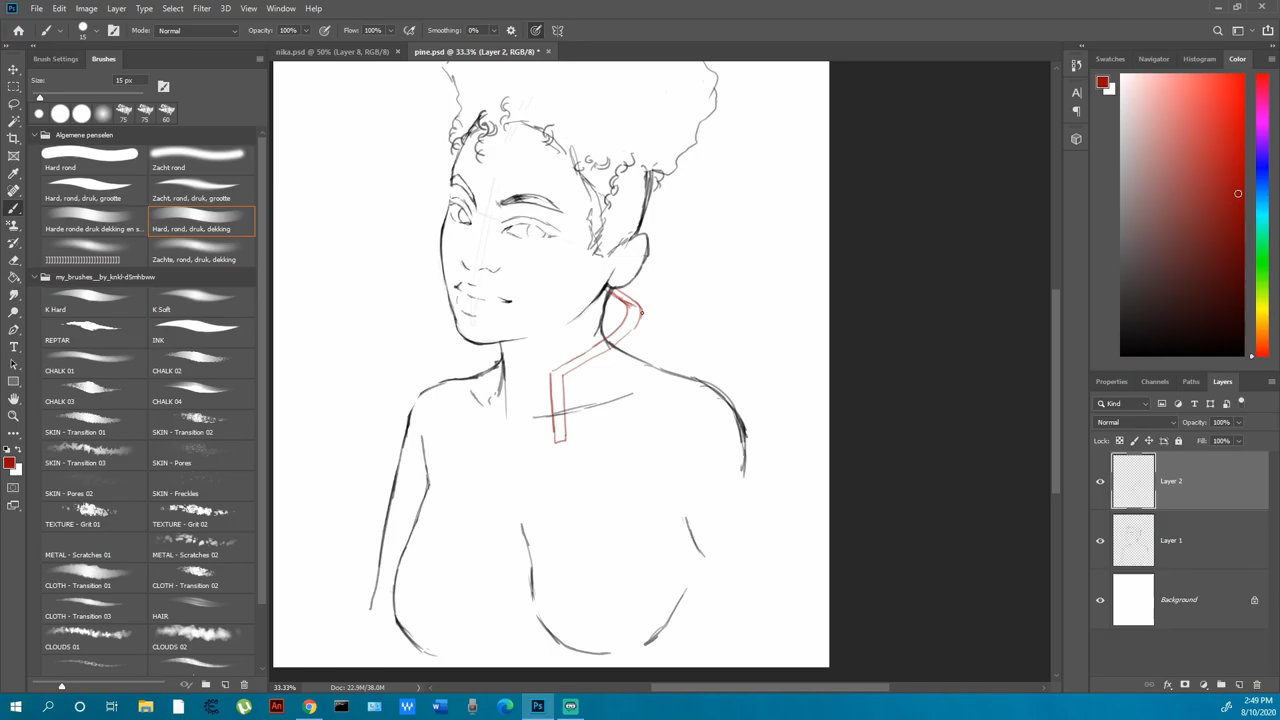 Ps File Edit Image Layer Type Select Filter 3D View Window Help
15 Mode: Normal Opacity: 100% Flow: 100% Smoothing: 0%
Brush Settings Brushes
nika.psd @ 50% (Layer 8, RGB/8) × pine.psd @ 33.3% (Layer 2, RGB/8) * ×
Swatches Navigator Histogram Color
Size: 15 px
75 75 60
Algemene penselen
Hard rond Zacht rond
Hard, rond, druk, grootte Zacht, rond, druk, grootte
Harde ronde druk dekking en s... Hard, rond, druk, dekking
]]]]]]]]]]]]]]]]]]]]]]]]]]] Zachte, rond, druk, dekking
my_brushes__by_knkl-d5mhbww
K Hard K Soft
REPTAR INK
CHALK 01 CHALK 02
CHALK 03 CHALK 04
SKIN - Transition 01 SKIN - Transition 02
SKIN - Transition 03 SKIN - Pores
SKIN - Pores 02 SKIN - Freckles
TEXTURE - Grit 01 TEXTURE - Grit 02
METAL - Scratches 01 METAL - Scratches 02
CLOTH - Transition 01 CLOTH - Transition 02
CLOTH - Transition 03 HAIR
CLOUDS 01 CLOUDS 02
Properties Channels Paths Layers
Kind
Normal Opacity: 100%
Lock: Fill: 100%
Layer 2
Layer 1
Background
33.33% Doc: 22.9M/38.0M
2:49 PM
8/10/2020